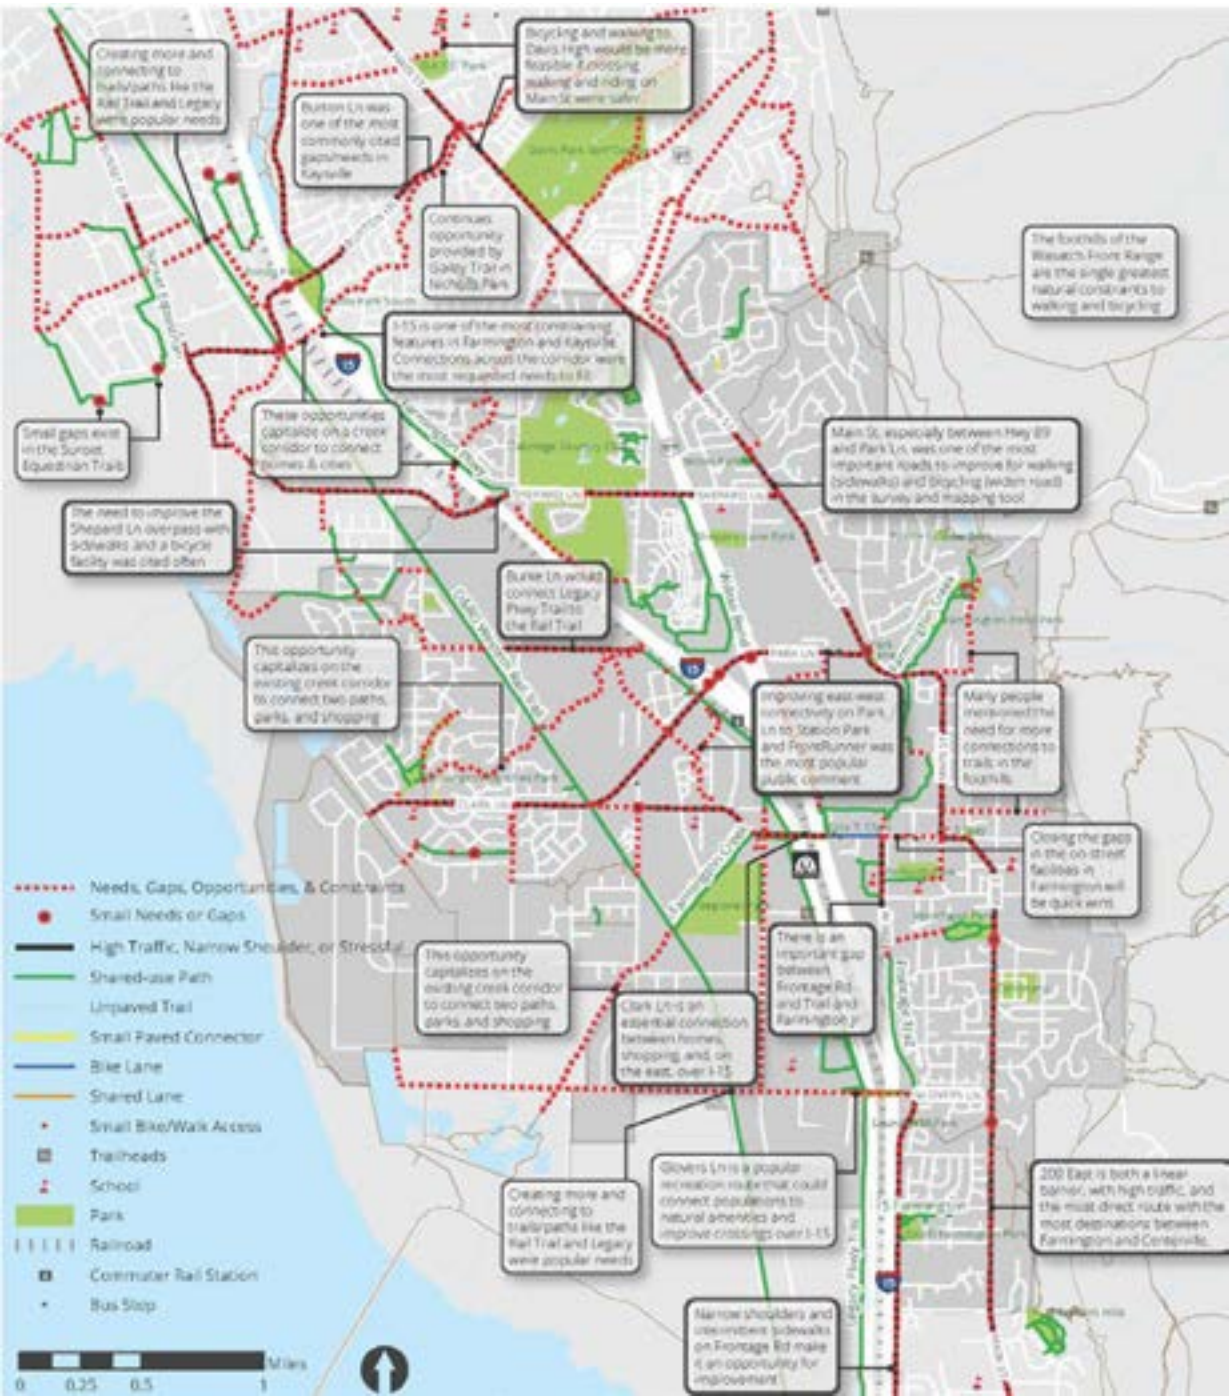 Creating more and
connecting to
trails/paths like the
Rail Trail and Legacy
were popular needs
Bicycling and walking to
Davis High would be more
feasible if crossing,
walking and riding on
Main St were safer
Burton Ln was
one of the most
commonly cited
gaps/needs in
Kaysville
Continues
opportunity
provided by
Trail in
Nicholls Park
The foothills of the
Wasatch Front Range
are the single greatest
natural constraints to
walking and bicycling
I-15 is one of the most constraining
features in Farmington and Kaysville.
Connections across the corridor were
the most requested needs to fill
15
These opportunities
capitalize on a creek
corridor to connect
homes & cities
Small gaps exist
in the Sunset
Equestrian Trails
Main St, especially between Hwy 89
and Park Ln, was one of the most
important roads to improve for walking
(sidewalks) and bicycling (widen road)
in the survey and mapping tool
The need to improve the
Shepard Ln overpass with
sidewalks and a bicycle
facility was cited often
SHEPARD LN
SHEPARD LN
Farmington Creek
Burke Ln would
connect Legacy
Pkwy Trail to
the Rail Trail
This opportunity
capitalizes on the
existing creek corridor
to connect two paths,
parks, and shopping
15
PARK LN
Improving east-west
connectivity on Park
Ln to Station Park
and FrontRunner was
the most popular
public comment
Many people
mentioned the
need for more
connections to
trails in the
foothills
CLARK LN
Farmington Creek
Closing the gaps
in the on-street
facilities in
Farmington will
be quick wins
This opportunity
capitalizes on the
existing creek corridor
to connect two paths,
parks, and shopping
Clark Ln is an
essential connection
between homes,
shopping, and, on
the east, over I-15
There is an
important gap
between
Frontage Rd
and Trail and
Farmington Jr
GLOVERS LN
Creating more and
connecting to
trails/paths like the
Rail Trail and Legacy
were popular needs
Glovers Ln is a popular
recreation route that could
connect populations to
natural amenities and
improve crossings over I-15
200 East is both a linear
barrier, with high traffic, and
the most direct route with the
most destinations between
Farmington and Centerville.
15
Narrow shoulders and
intermittent sidewalks
on Frontage Rd make
it an opportunity for
improvement
Needs, Gaps, Opportunities, & Constraints
Small Needs or Gaps
High Traffic, Narrow Shoulder, or Stressful
Shared-use Path
Unpaved Trail
Small Paved Connector
Bike Lane
Shared Lane
Small Bike/Walk Access
Trailheads
School
Park
Railroad
Commuter Rail Station
Bus Stop
Miles
0 0.25 0.5 1